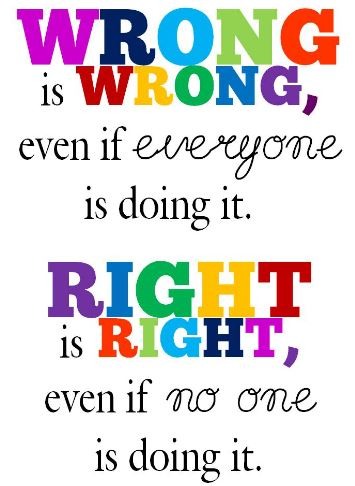 WRONG
is WRONG,
even if everyone
is doing it.
RIGHT
is RIGHT,
even if no one
is doing it.